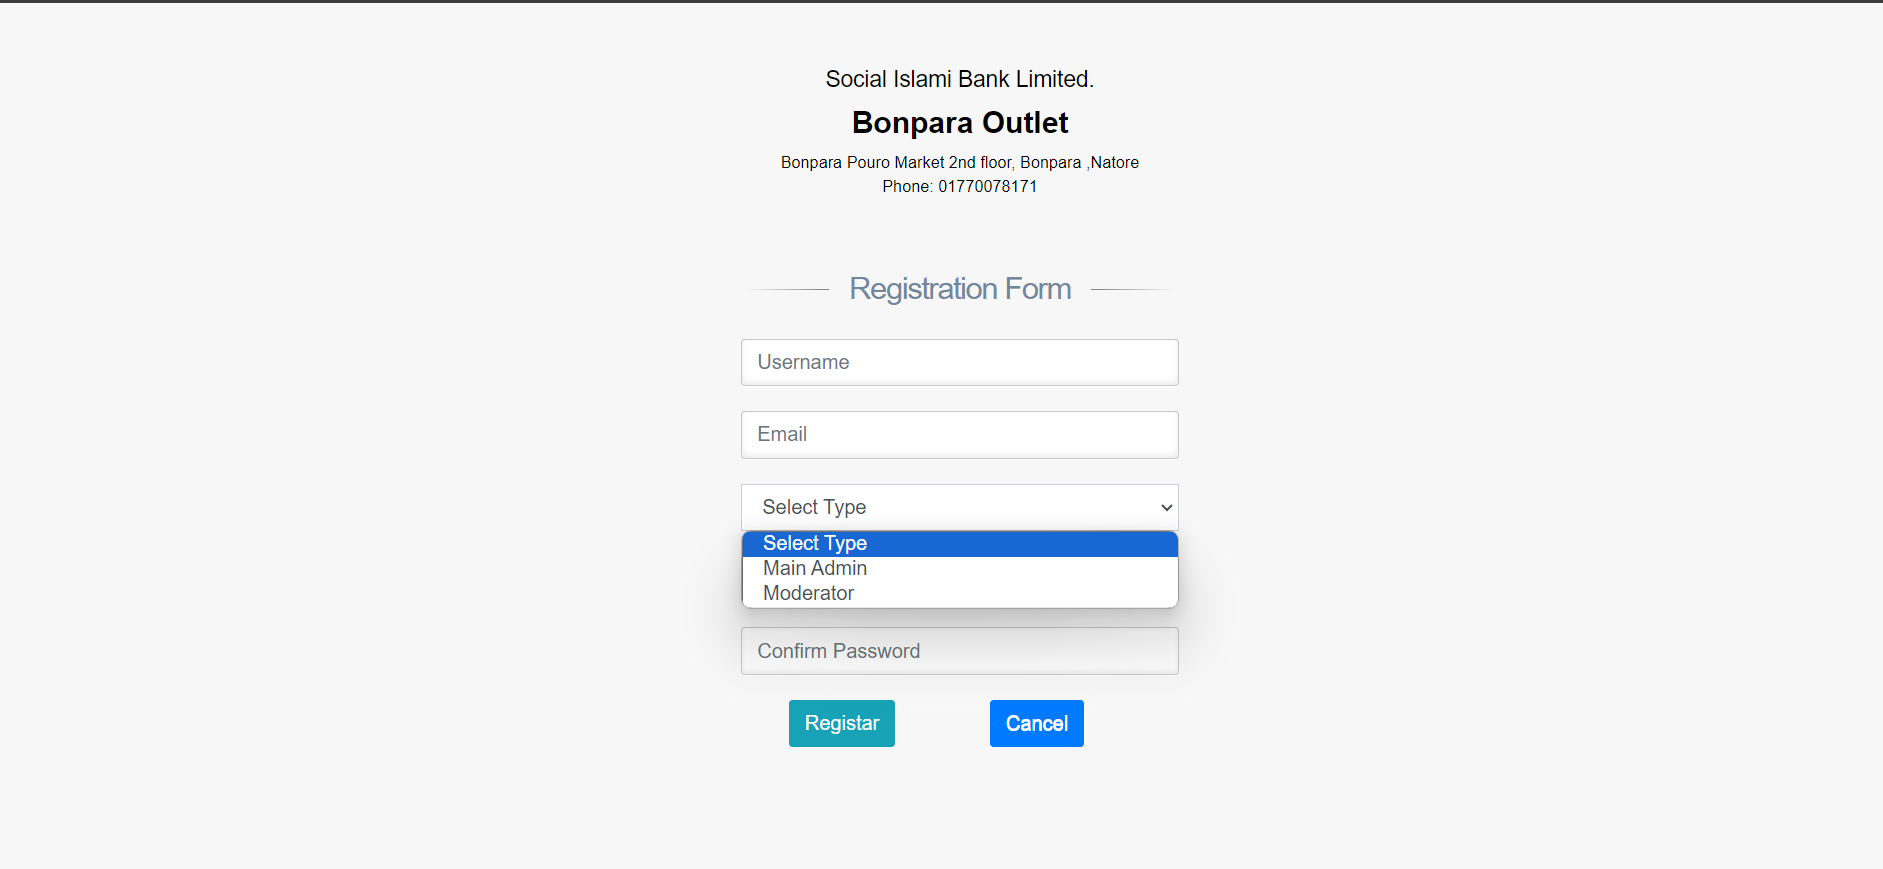 Social Islami Bank Limited.
Bonpara Outlet
Bonpara Pouro Market 2nd floor, Bonpara ,Natore
Phone: 01770078171
Registration Form
Username
Email
Select Type
Select Type
Main Admin
Moderator
Confirm Password
Registar
Cancel